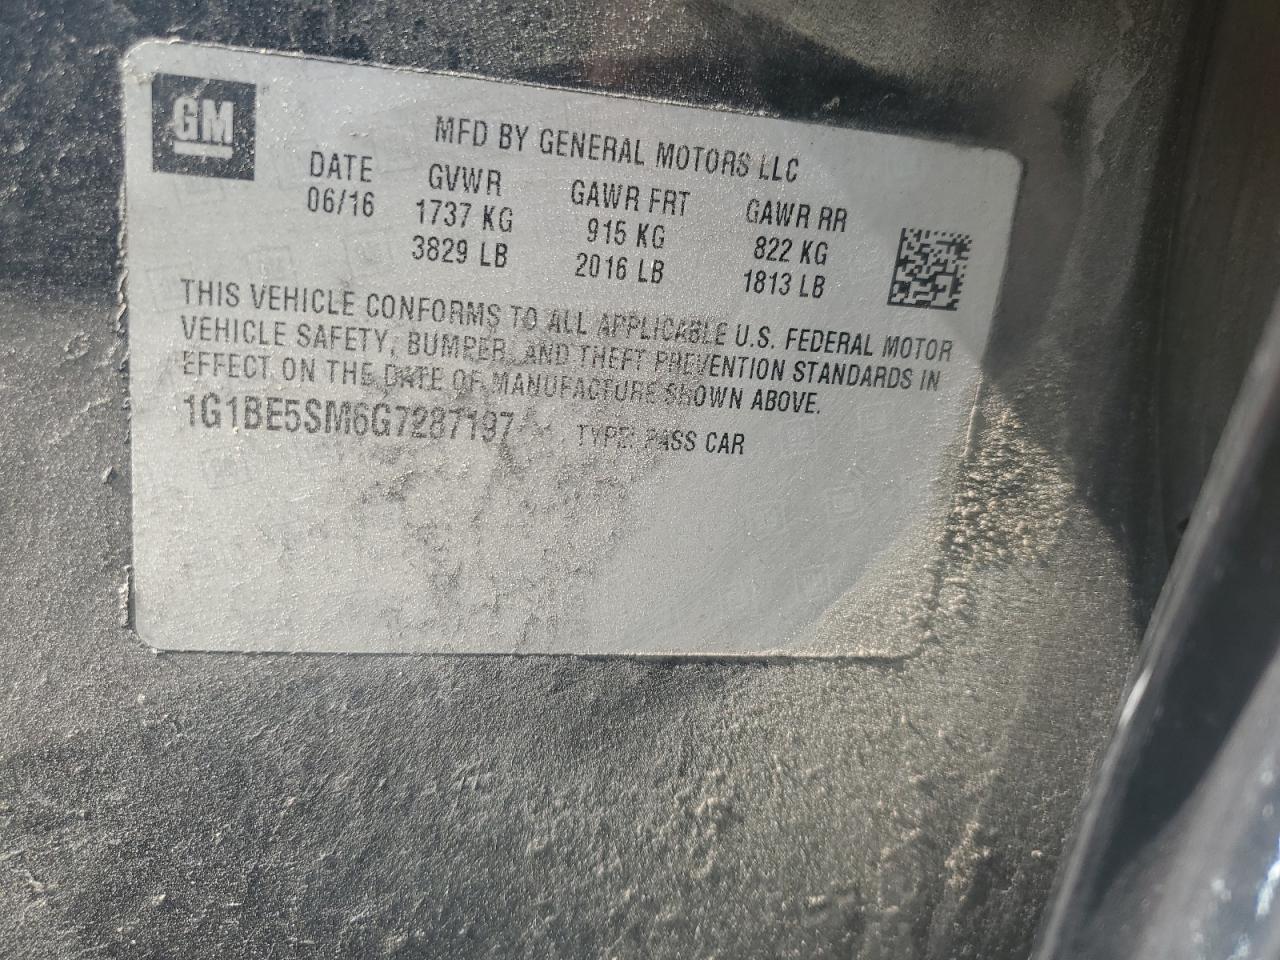 GM
MFD BY GENERAL MOTORS LLC
DATE GVWR GAWR FRT GAWR RR
06/16 1737 KG 915 KG 822 KG
3829 LB 2016 LB 1813 LB
THIS VEHICLE CONFORMS TO ALL APPLICABLE U.S. FEDERAL MOTOR
VEHICLE SAFETY, BUMPER, AND THEFT PREVENTION STANDARDS IN
EFFECT ON THE DATE OF MANUFACTURE SHOWN ABOVE.
1G1BE5SM6G7287197 TYPE: PASS CAR